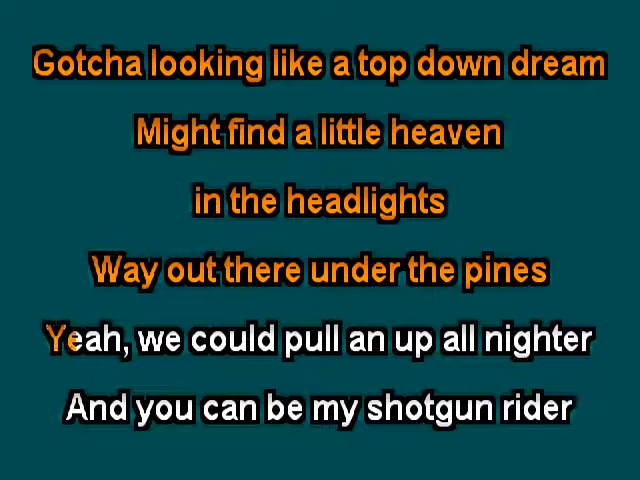 Gotcha looking like a top down dream
Might find a little heaven
in the headlights
Way out there under the pines
Yeah, we could pull an up all nighter
And you can be my shotgun rider